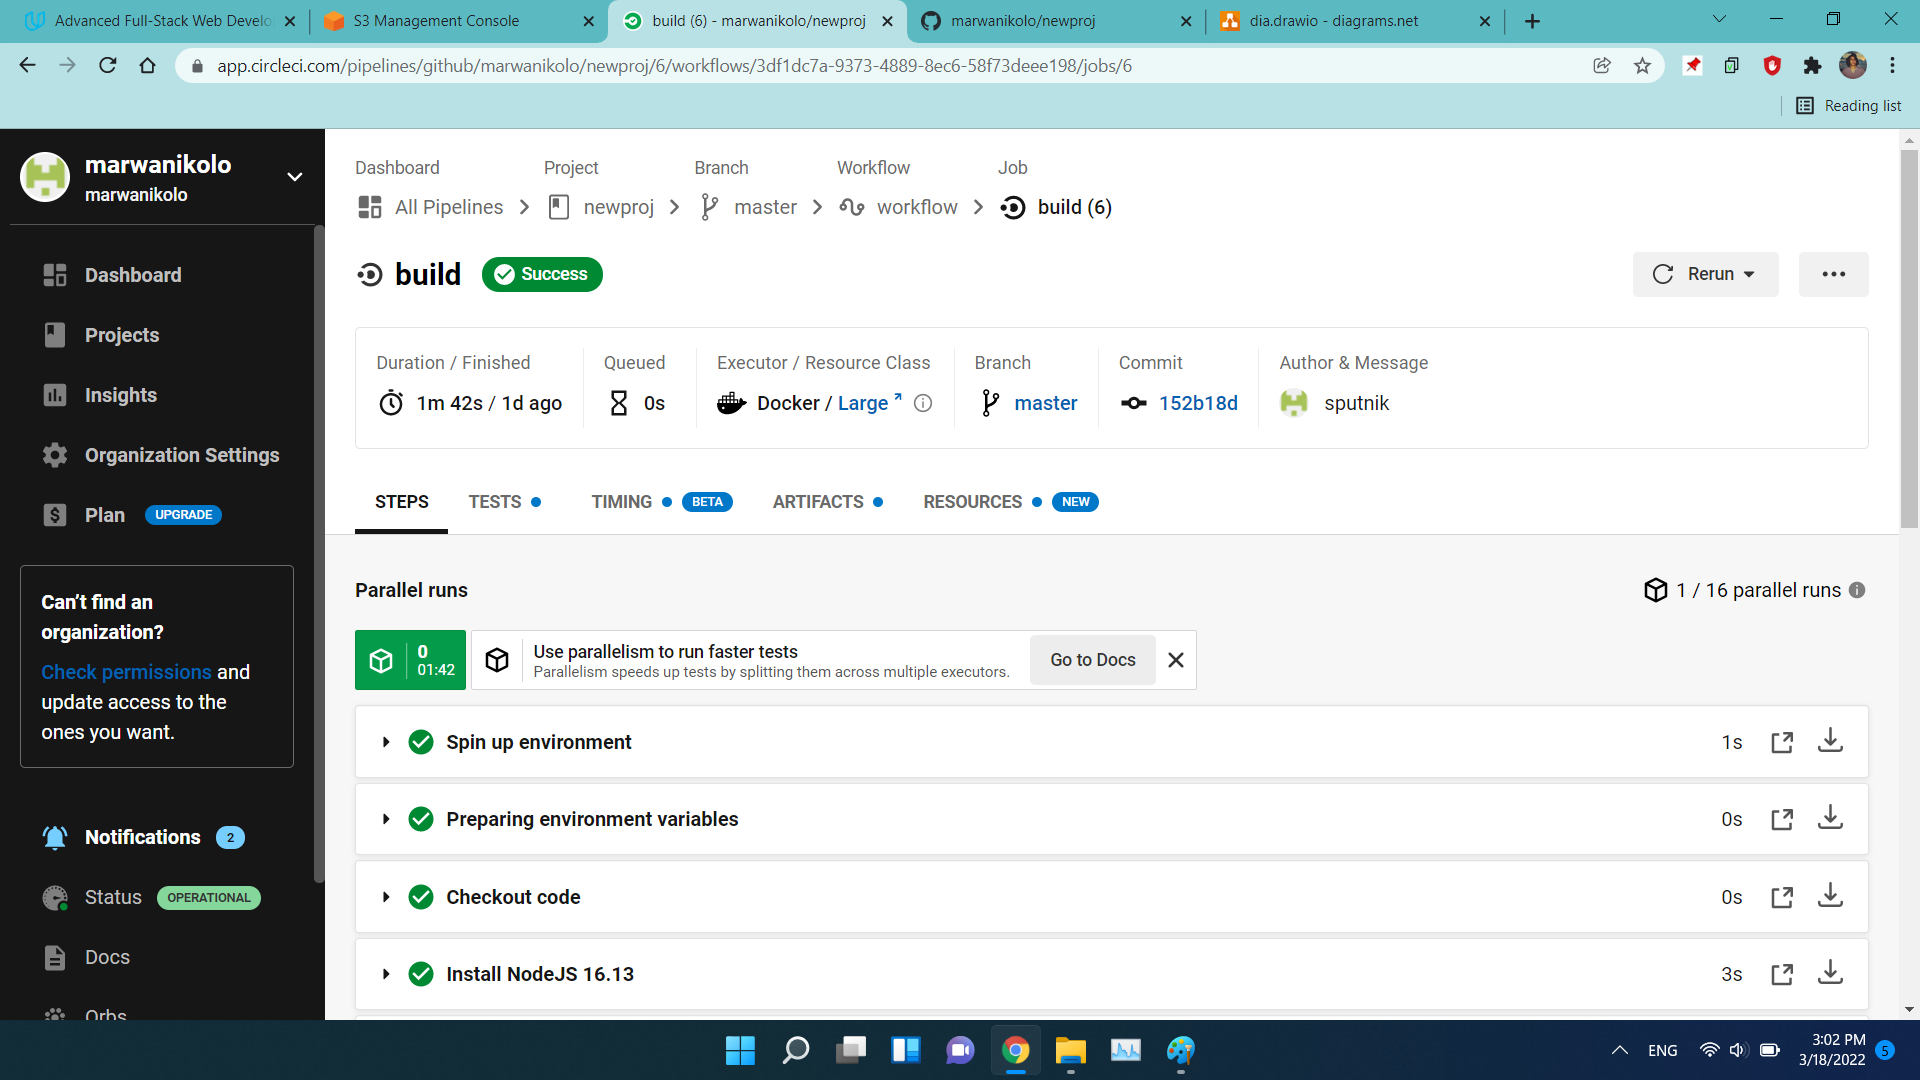 Advanced Full-Stack Web Develo
S3 Management Console
build (6) - marwanikolo/newproj
marwanikolo/newproj
dia.drawio - diagrams.net
app.circleci.com/pipelines/github/marwanikolo/newproj/6/workflows/3df1dc7a-9373-4889-8ec6-58f73deee198/jobs/6
Reading list
marwanikolo
marwanikolo
Dashboard
Projects
Insights
Organization Settings
Plan UPGRADE
Can't find an
organization?
Check permissions and
update access to the
ones you want.
Notifications 2
Status OPERATIONAL
Docs
Orbs
Dashboard Project Branch Workflow Job
All Pipelines newproj master workflow build (6)
build Success
Rerun
Duration / Finished Queued Executor / Resource Class Branch Commit Author & Message
1m 42s / 1d ago 0s Docker / Large master 152b18d sputnik
STEPS TESTS TIMING BETA ARTIFACTS RESOURCES NEW
Parallel runs
1 / 16 parallel runs
0
01:42
Use parallelism to run faster tests
Parallelism speeds up tests by splitting them across multiple executors.
Go to Docs
Spin up environment 1s
Preparing environment variables 0s
Checkout code 0s
Install NodeJS 16.13 3s
ENG
3:02 PM
3/18/2022
5